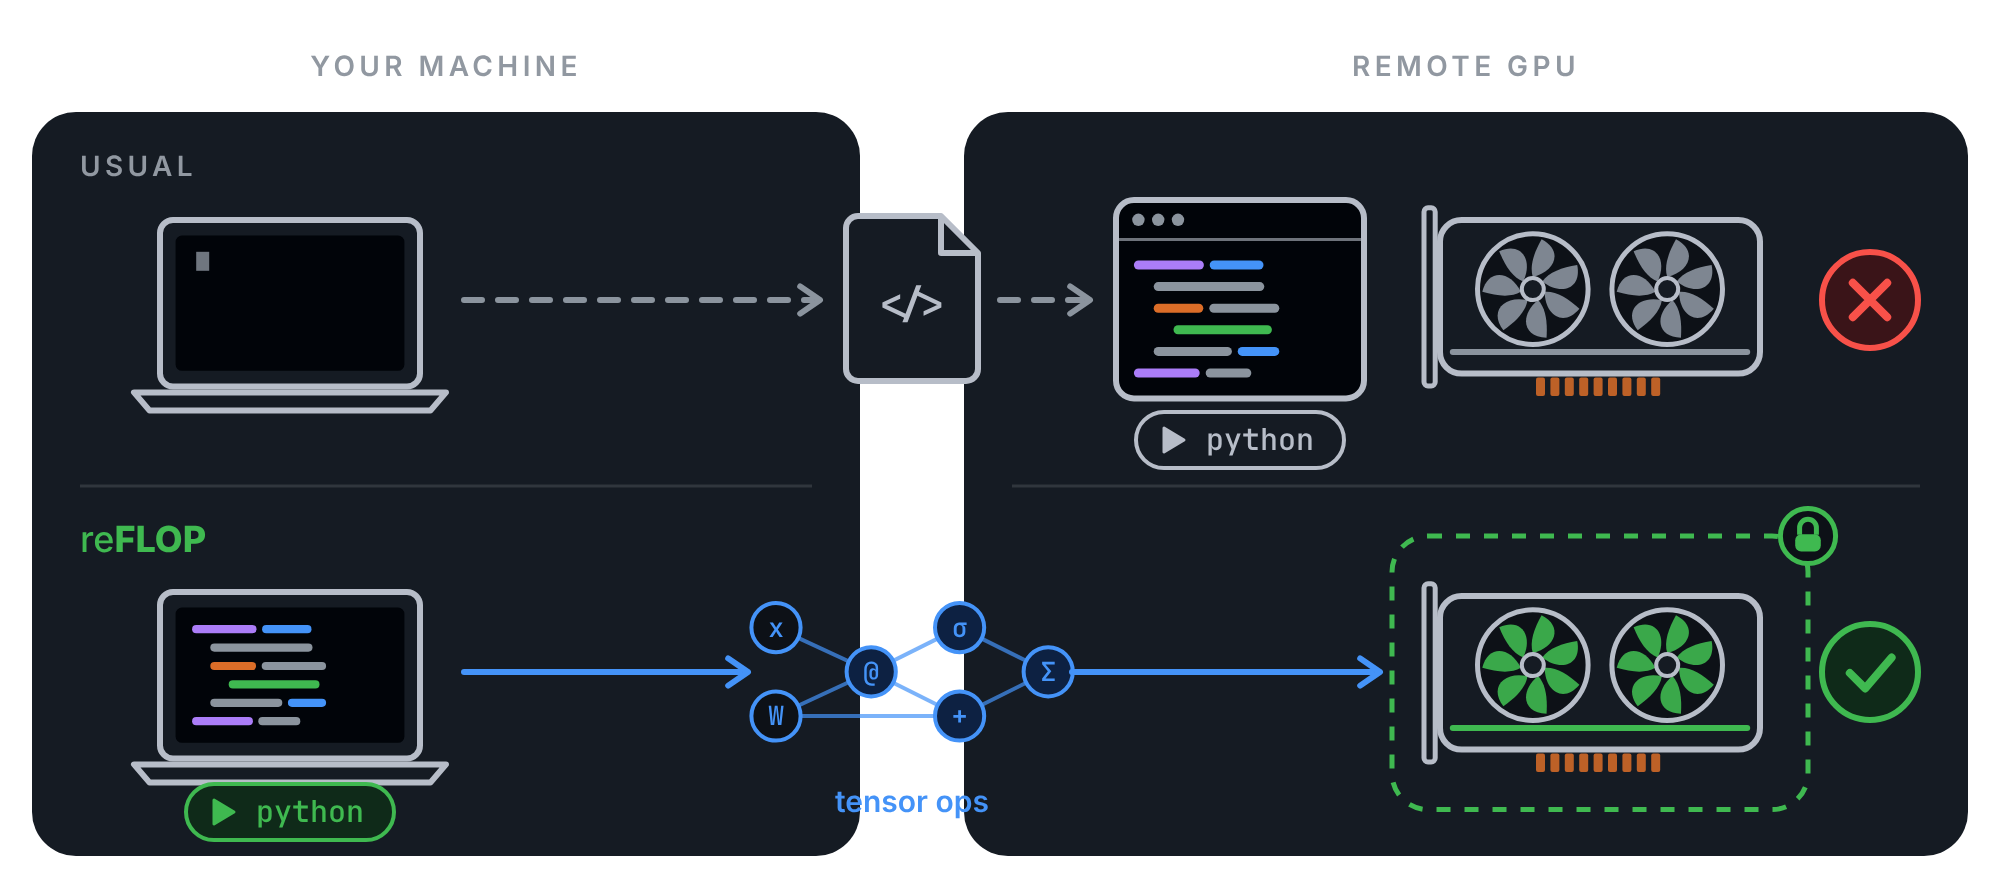 YOUR MACHINE
REMOTE GPU
USUAL
</>
python
reFLOP
x
σ
@
Σ
W
+
tensor ops
python